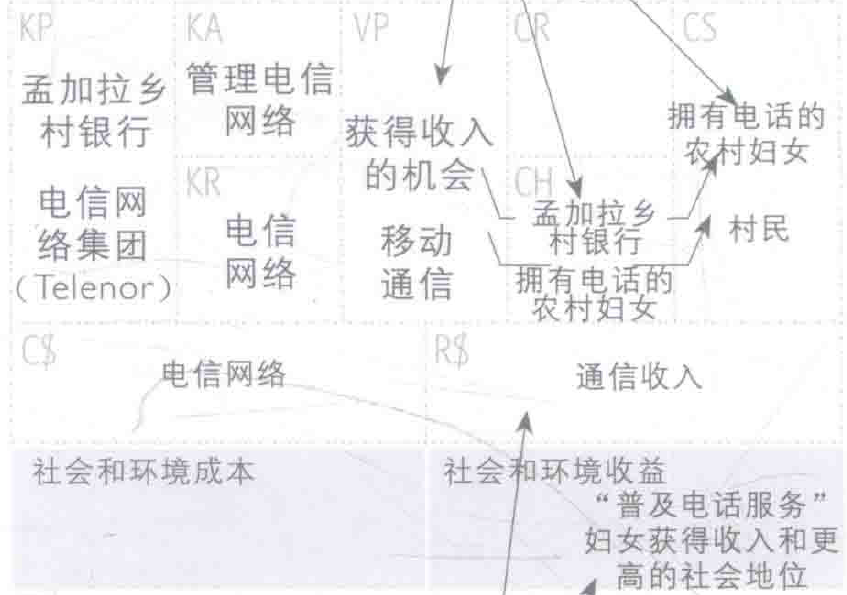 KP
孟加拉乡
村银行
电信网
络集团
(Telenor)
KA
管理电信
网络
KR
电信
网络
VP
获得收入
的机会
移动
通信
CR
CH
孟加拉乡
村银行
拥有电话的
农村妇女
CS
拥有电话的
农村妇女
村民
C$
电信网络
R$
通信收入
社会和环境成本
社会和环境收益
“普及电话服务”
妇女获得收入和更
高的社会地位